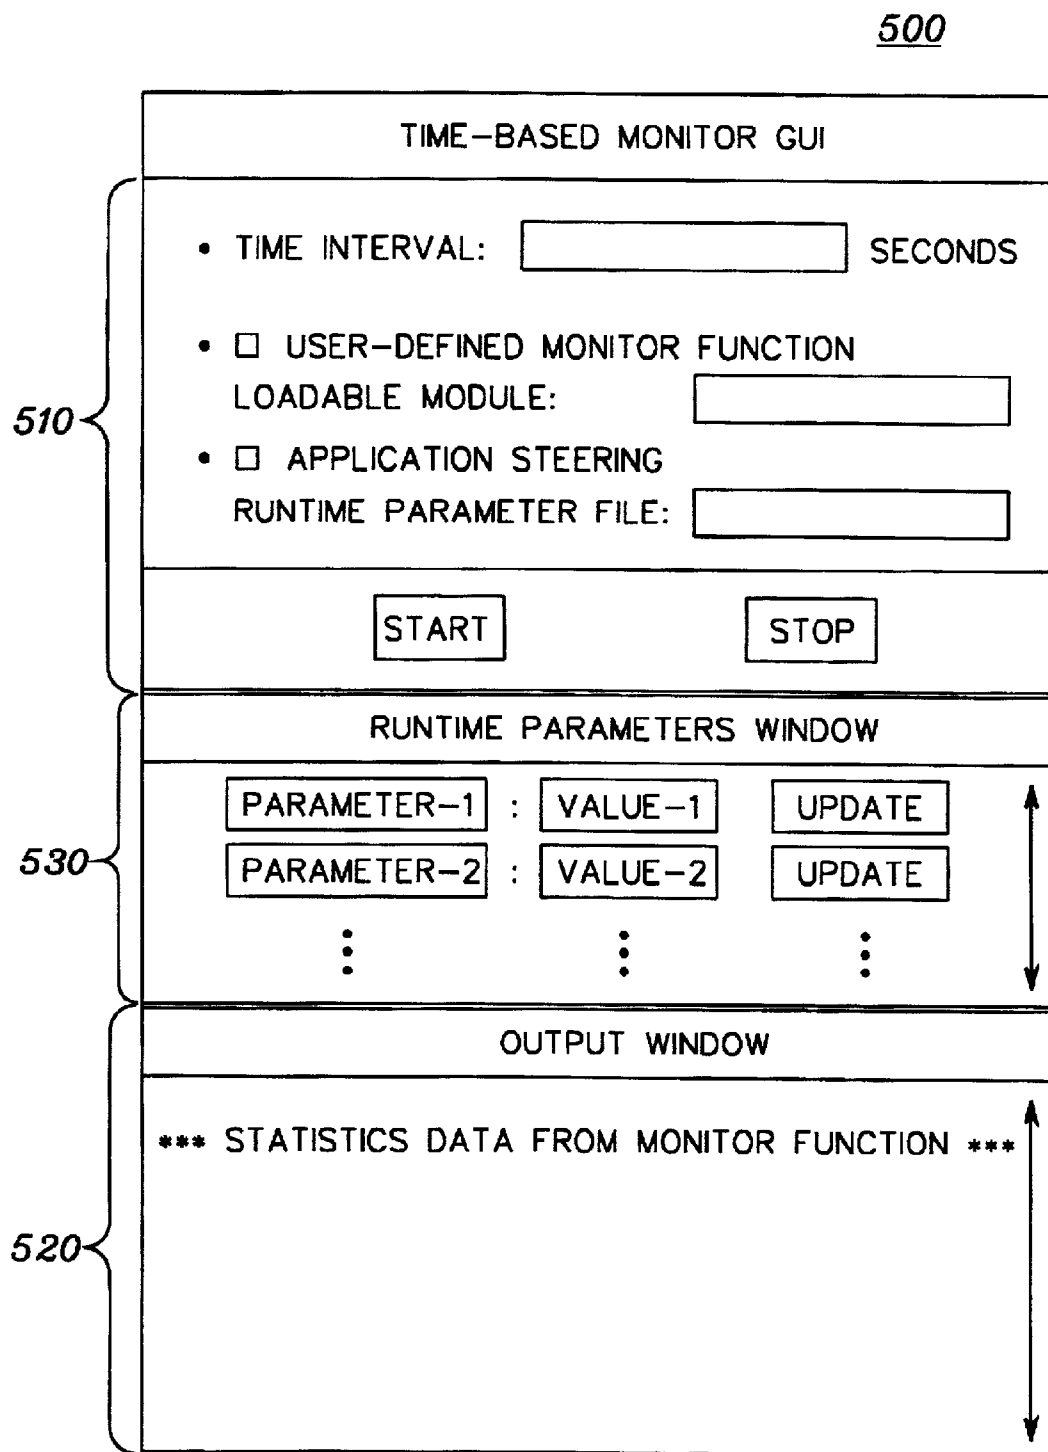 500
TIME-BASED MONITOR GUI
• TIME INTERVAL: SECONDS
• □ USER-DEFINED MONITOR FUNCTION
LOADABLE MODULE:
• □ APPLICATION STEERING
RUNTIME PARAMETER FILE:
510
START STOP
RUNTIME PARAMETERS WINDOW
PARAMETER-1 : VALUE-1 UPDATE
530
PARAMETER-2 : VALUE-2 UPDATE
OUTPUT WINDOW
*** STATISTICS DATA FROM MONITOR FUNCTION ***
520